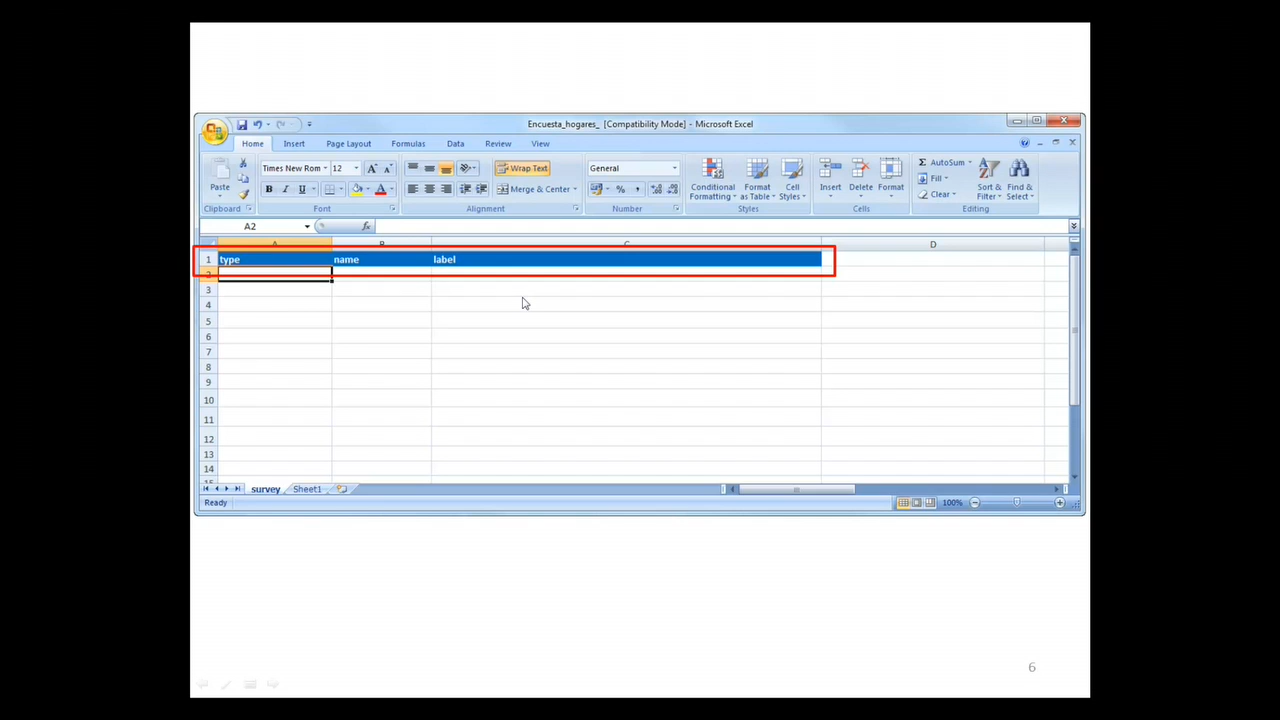 Encuesta_hogares_ [Compatibility Mode] - Microsoft Excel
Home Insert Page Layout Formulas Data Review View
Paste
Times New Rom 12
B I U
Wrap Text
Merge & Center
General
% ,
Conditional Formatting
Format as Table
Cell Styles
Insert Delete Format
Σ AutoSum
Fill
Clear
Sort & Filter
Find & Select
Clipboard Font Alignment Number Styles Cells Editing
A2 fx
D
1 type name label
2
3
4
5
6
7
8
9
10
11
12
13
14
survey Sheet1
Ready 100%
6